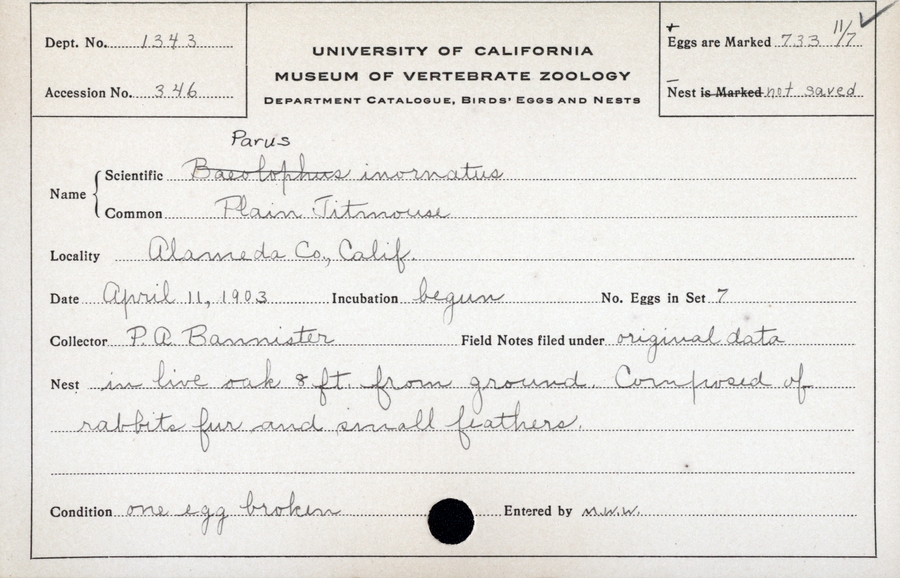 Dept. No. 1343
Accession No. 346
UNIVERSITY OF CALIFORNIA
MUSEUM OF VERTEBRATE ZOOLOGY
DEPARTMENT CATALOGUE, BIRDS' EGGS AND NESTS
+
Eggs are Marked 733 11/7
Nest is Marked not saved
Parus
Name { Scientific Baeolophus inornatus
Common Plain Titmouse
Locality Alameda Co., Calif.
Date April 11, 1903 Incubation begun No. Eggs in Set 7
Collector P. A. Bannister Field Notes filed under original data
Nest in live oak 8 ft. from ground. Composed of
rabbits fur and small feathers.
Condition one egg broken Entered by M.W.W.